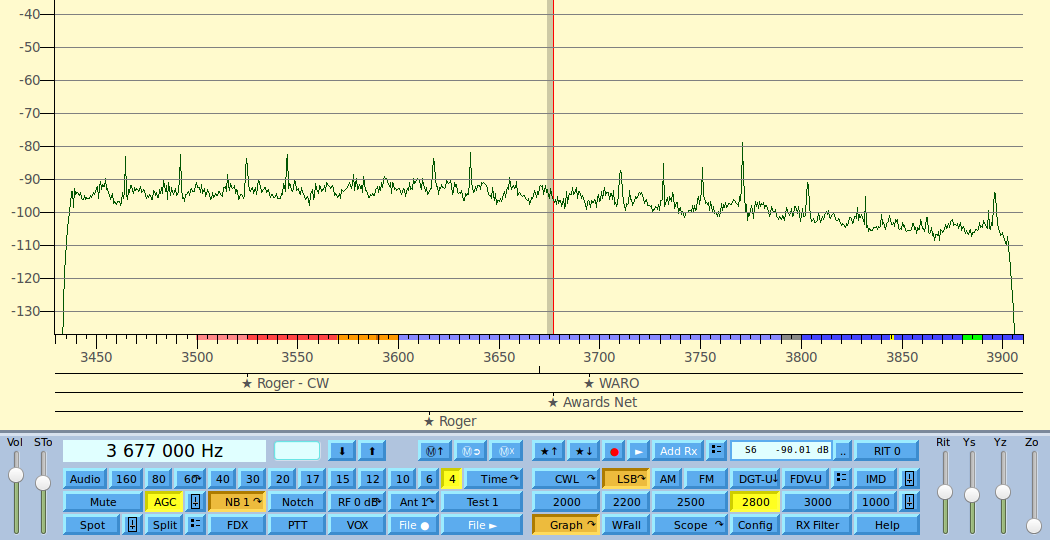 -40
-50
-60
-70
-80
-90
-100
-110
-120
-130
3450 3500 3550 3600 3650 3700 3750 3800 3850 3900
★ Roger - CW ★ WARO
★ Awards Net
★ Roger
Vol STo 3 677 000 Hz ⬇ ⬆ Ⓜ↑ Ⓜ➲ Ⓜ☓ ★↑ ★↓ ● ► Add Rx S6 -90.01 dB .. RIT 0 Rit Ys Yz Zo
Audio 160 80 60 40 30 20 17 15 12 10 6 4 Time CWL LSB AM FM DGT-U FDV-U IMD
Mute AGC NB 1 Notch RF 0 dB Ant 1 Test 1 2000 2200 2500 2800 3000 1000
Spot Split FDX PTT VOX File ● File ► Graph WFall Scope Config RX Filter Help